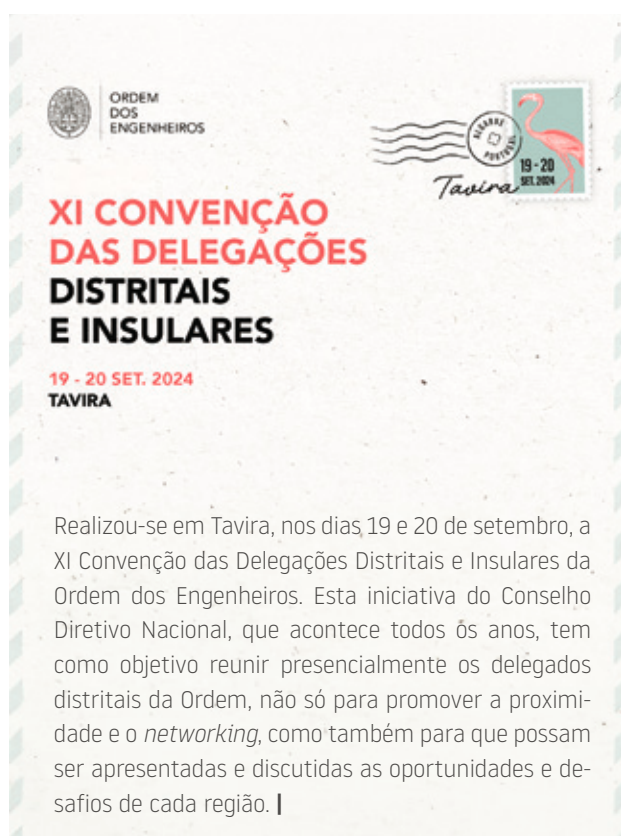 ORDEM
DOS
ENGENHEIROS
ALGARVE
PORTUGAL
19 - 20
SET. 2024
Tavira
XI CONVENÇÃO
DAS DELEGAÇÕES
DISTRITAIS
E INSULARES
19 - 20 SET. 2024
TAVIRA
Realizou-se em Tavira, nos dias 19 e 20 de setembro, a
XI Convenção das Delegações Distritais e Insulares da
Ordem dos Engenheiros. Esta iniciativa do Conselho
Diretivo Nacional, que acontece todos os anos, tem
como objetivo reunir presencialmente os delegados
distritais da Ordem, não só para promover a proximi-
dade e o networking, como também para que possam
ser apresentadas e discutidas as oportunidades e de-
safios de cada região. |